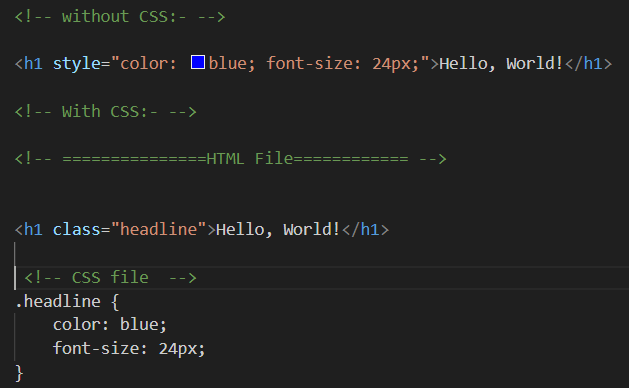 <!-- without CSS:- -->
<h1 style="color: blue; font-size: 24px;">Hello, World!</h1>
<!-- With CSS:- -->
<!-- ===============HTML File============ -->
<h1 class="headline">Hello, World!</h1>
<!-- CSS file  -->
.headline {
    color: blue;
    font-size: 24px;
}